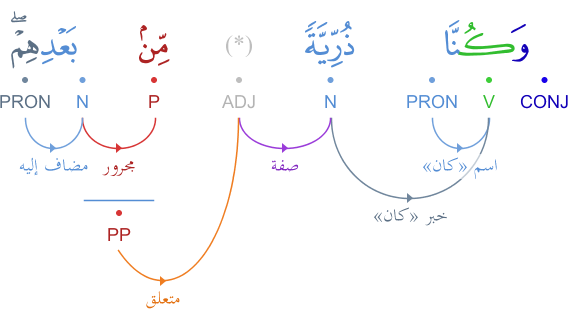 وَكُنَّا ذُرِّيَّةً (*) مِّنۢ بَعْدِهِمْۖ
CONJ V PRON N ADJ P N PRON
اسم «كان» صفة مجرور مضاف إليه
خبر «كان»
PP
متعلق